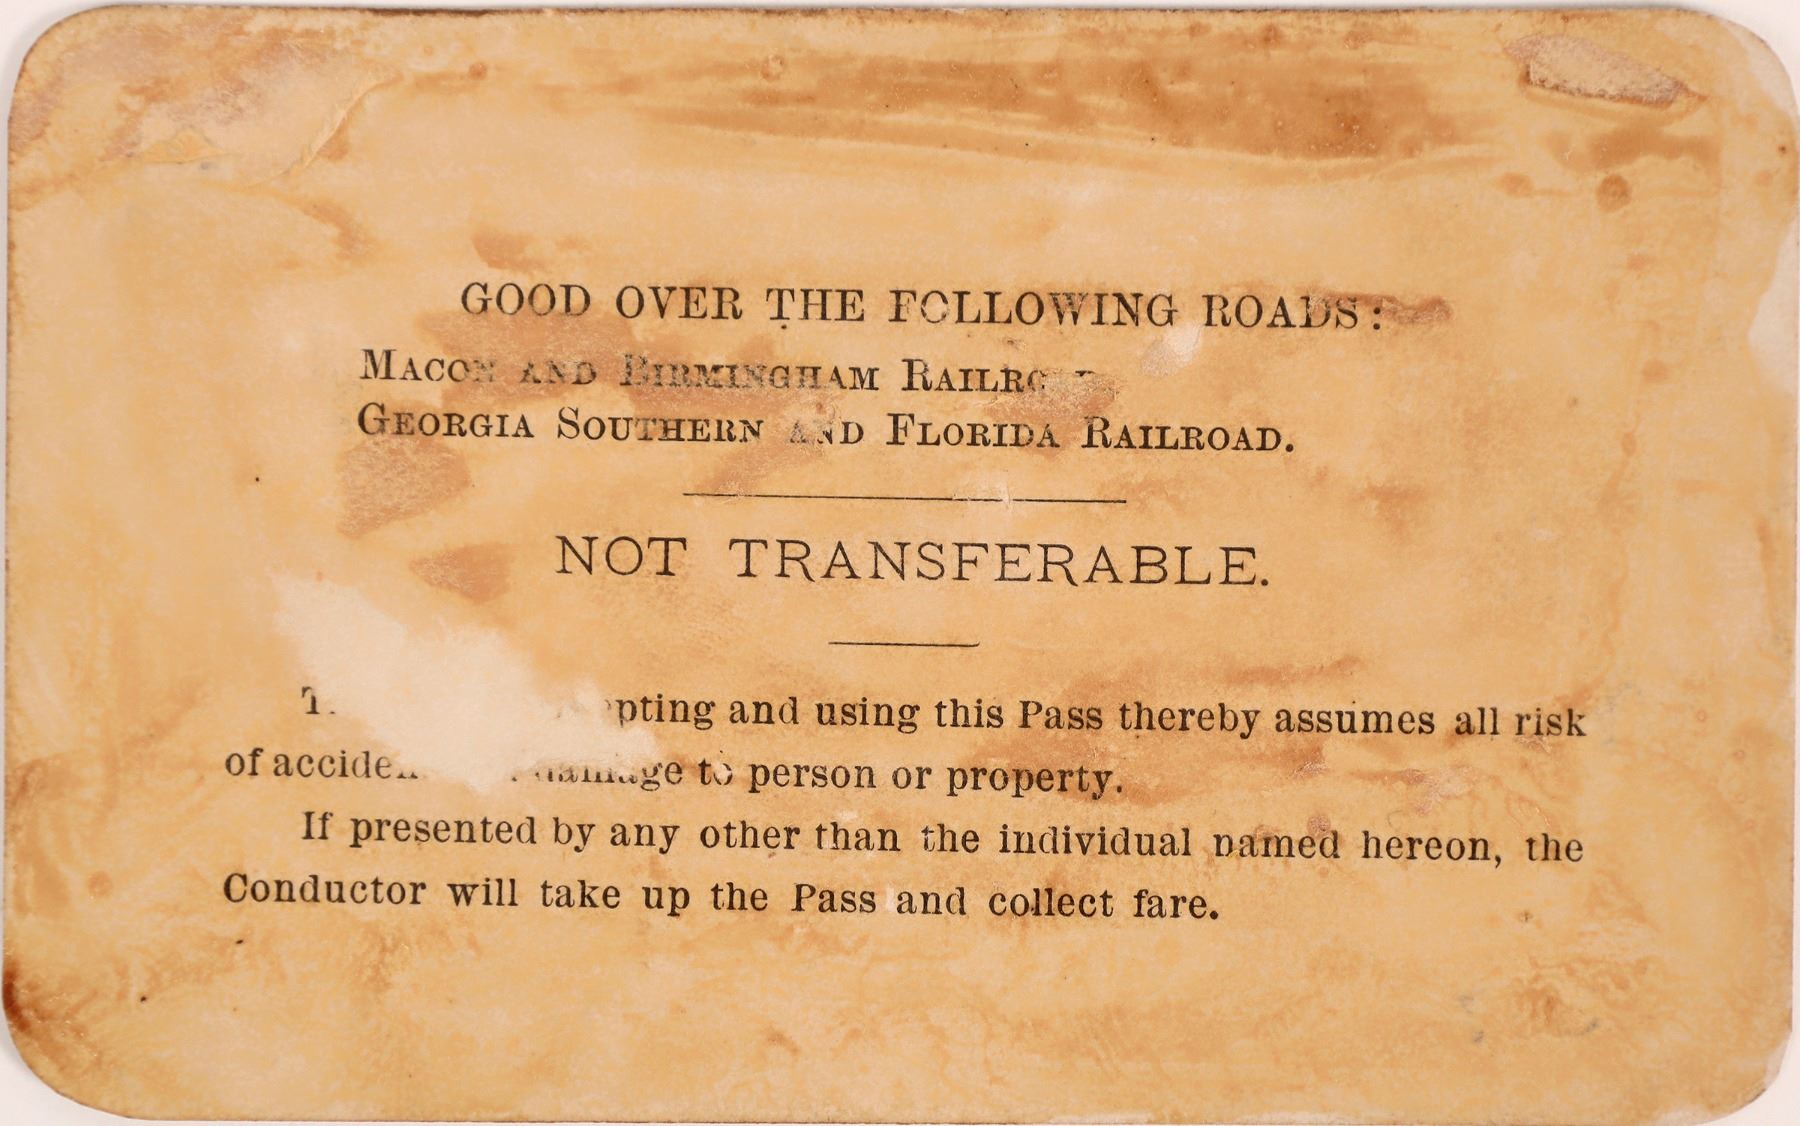 GOOD OVER THE FOLLOWING ROADS:
MACON AND BIRMINGHAM
GEORGIA SOUTHERN AND FLORIDA RAILROAD.
NOT TRANSFERABLE.
and using this Pass thereby assumes all risk
of damage to person or property.
If presented by any other than the individual named hereon, the
Conductor will take up the Pass and collect fare.